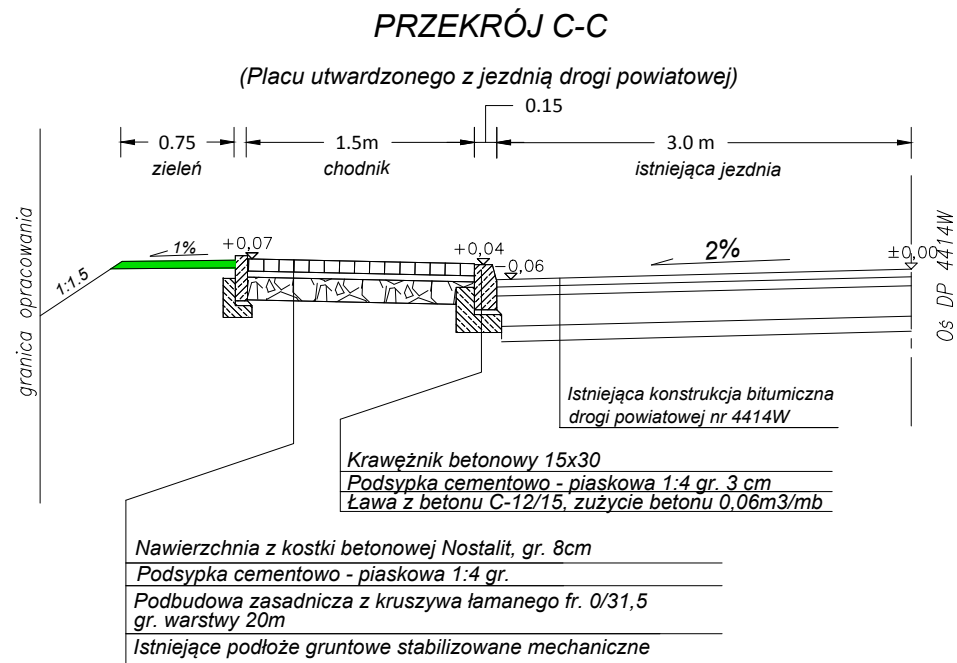 PRZEKRÓJ C-C
(Placu utwardzonego z jezdnią drogi powiatowej)
0.15
0.75
1.5m
3.0 m
zieleń
chodnik
istniejąca jezdnia
granica opracowania
1:1.5
1%
+0,07
+0,04
-0,06
2%
±0,00
Oś DP 4414W
Istniejąca konstrukcja bitumiczna
drogi powiatowej nr 4414W
Krawężnik betonowy 15x30
Podsypka cementowo - piaskowa 1:4 gr. 3 cm
Ława z betonu C-12/15, zużycie betonu 0,06m3/mb
Nawierzchnia z kostki betonowej Nostalit, gr. 8cm
Podsypka cementowo - piaskowa 1:4 gr.
Podbudowa zasadnicza z kruszywa łamanego fr. 0/31,5
gr. warstwy 20m
Istniejące podłoże gruntowe stabilizowane mechaniczne